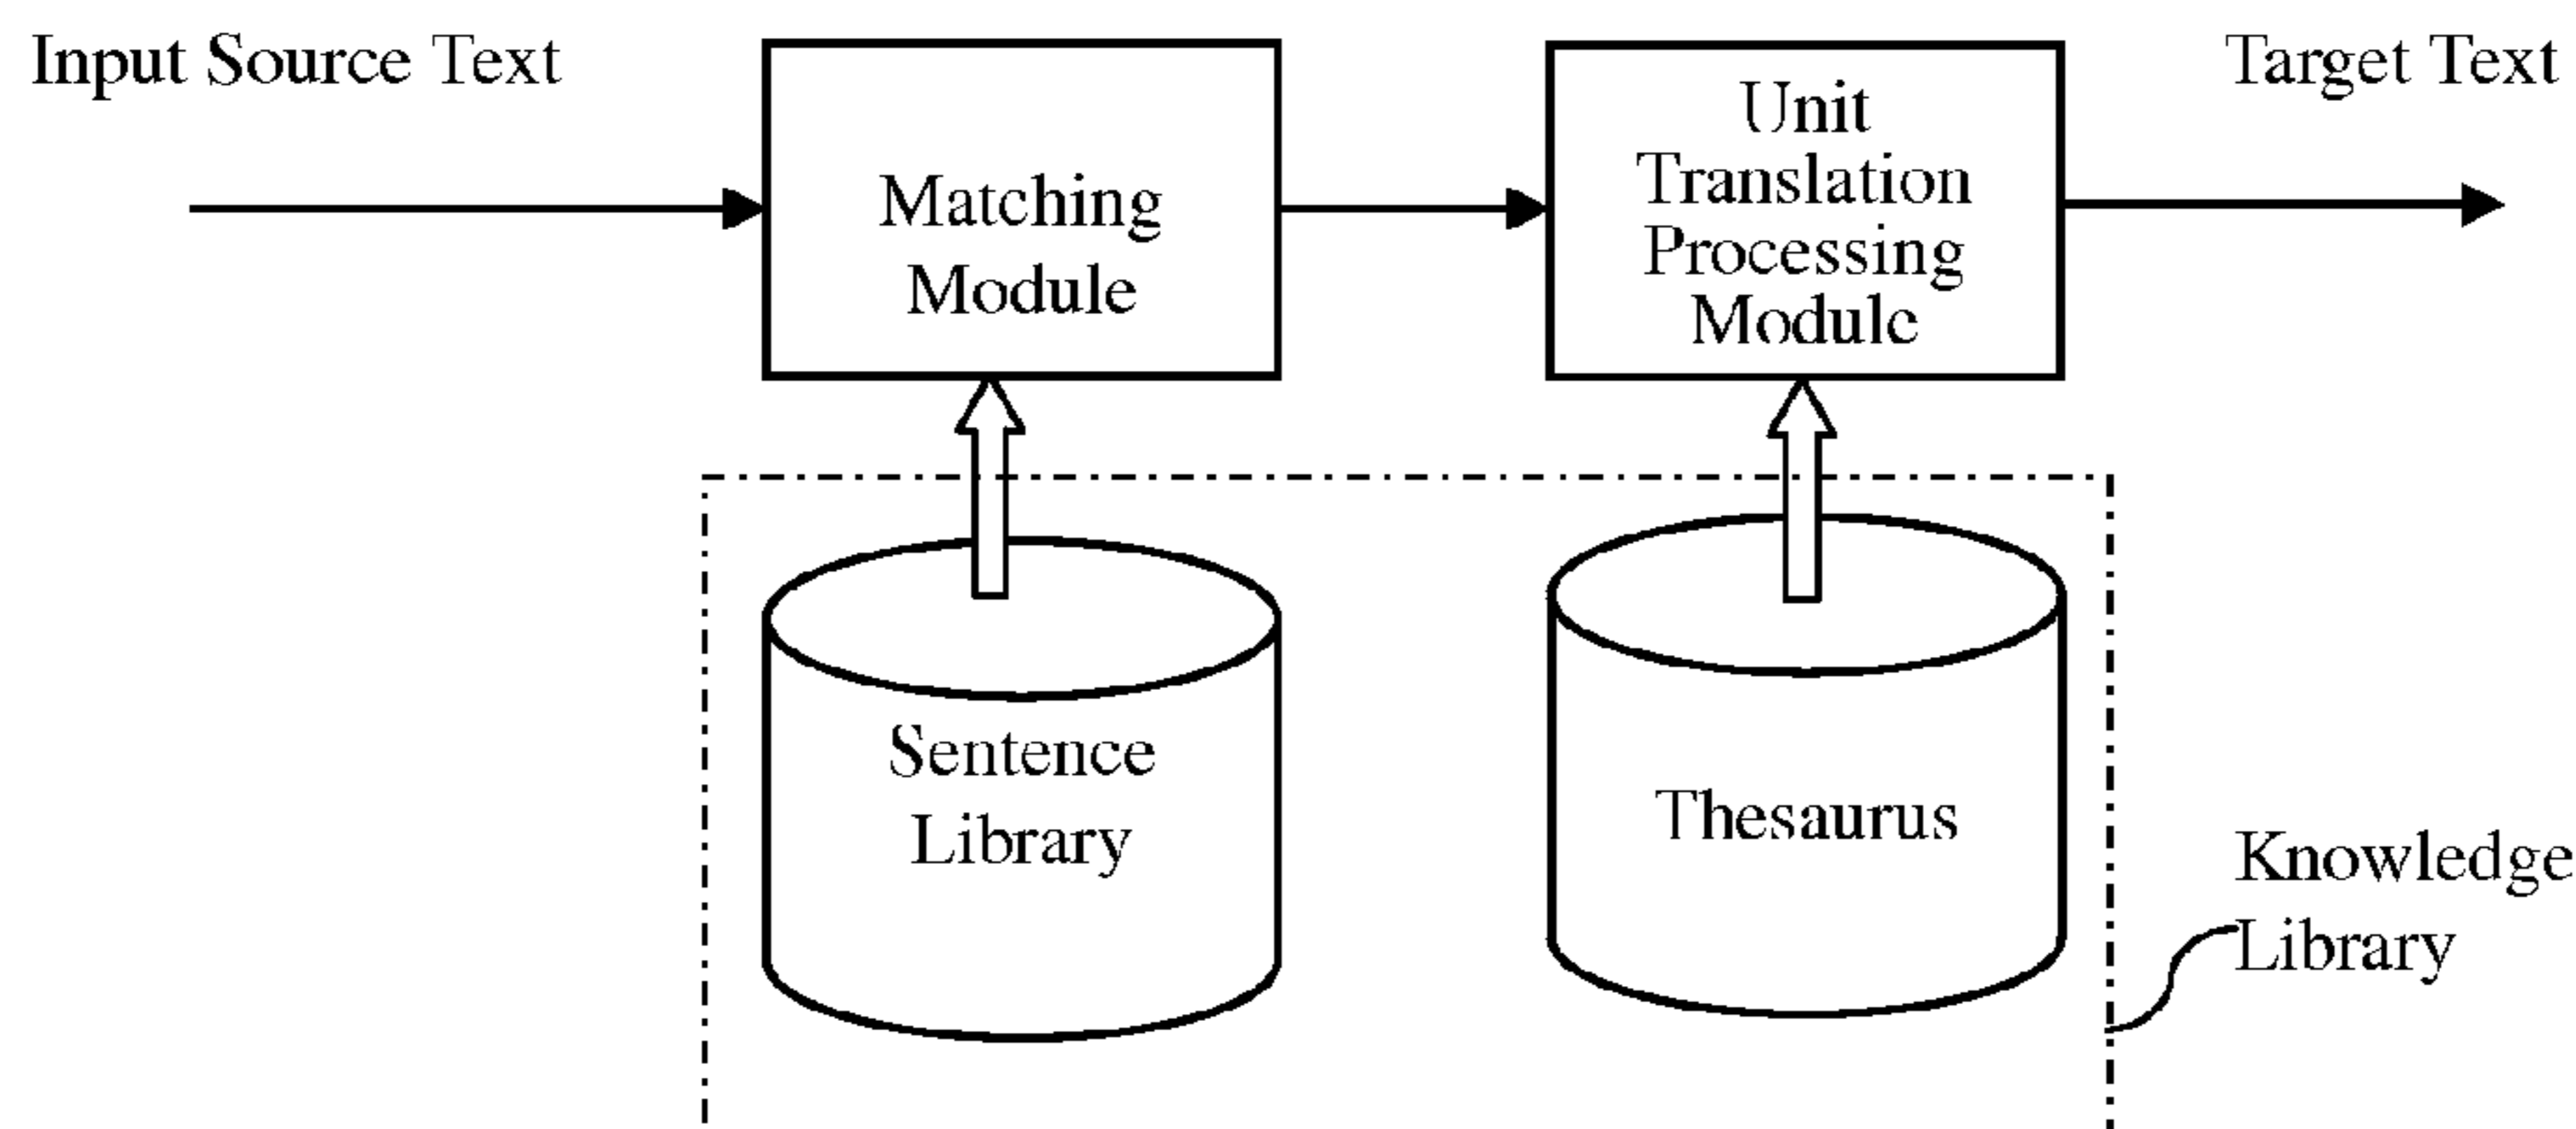 Input Source Text
Matching
Module
Unit
Translation
Processing
Module
Target Text
Sentence
Library
Thesaurus
Knowledge
Library